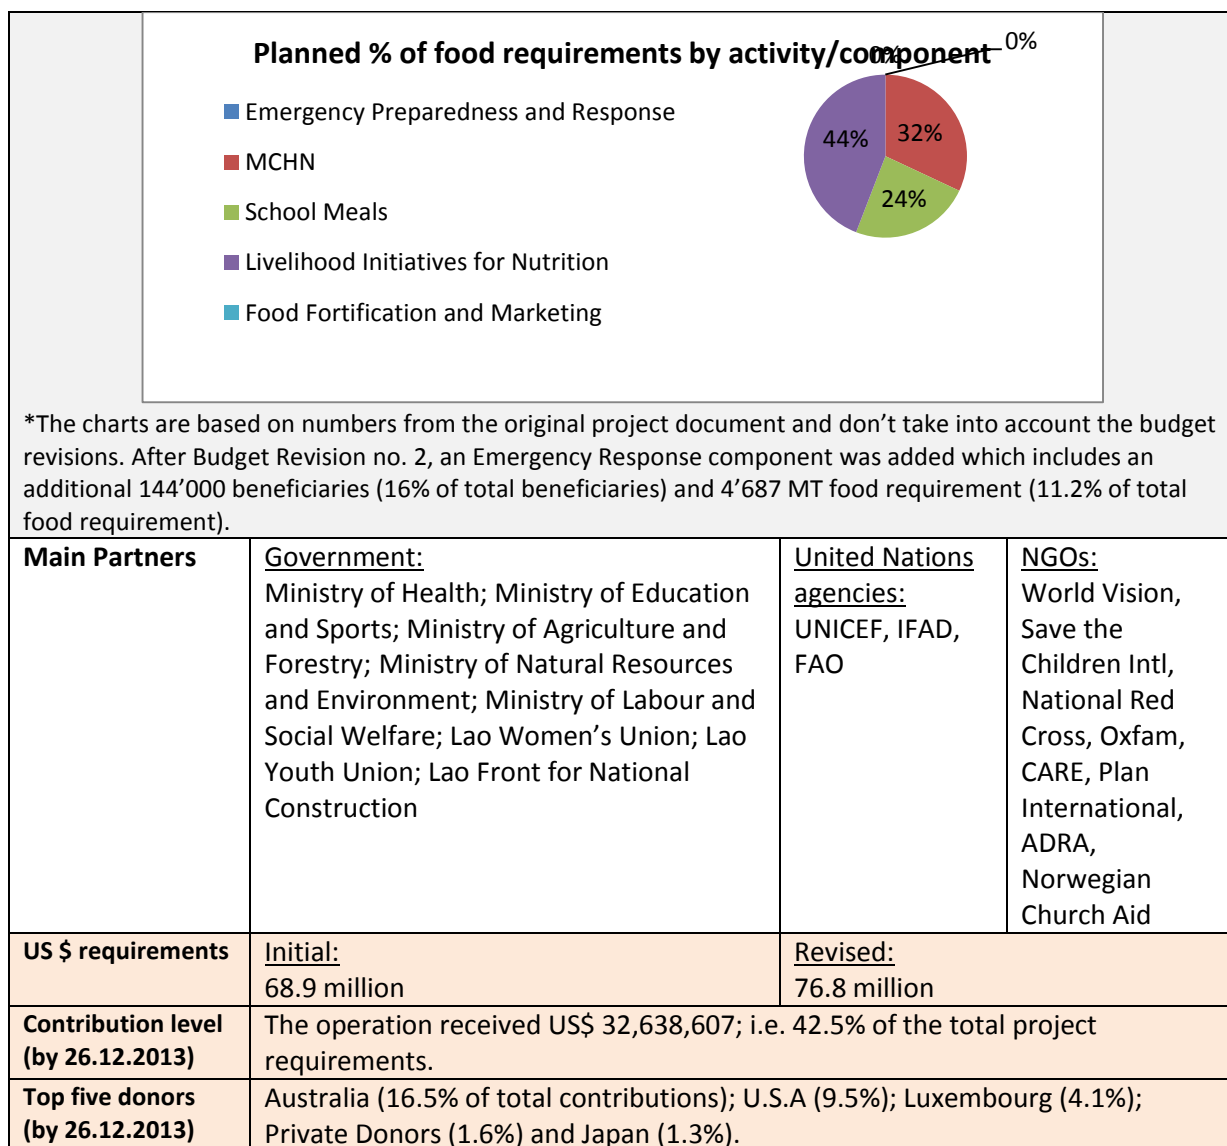 Planned % of food requirements by activity/component
0%
0%
Emergency Preparedness and Response
MCHN
School Meals
Livelihood Initiatives for Nutrition
Food Fortification and Marketing
44%
32%
24%
*The charts are based on numbers from the original project document and don’t take into account the budget
revisions. After Budget Revision no. 2, an Emergency Response component was added which includes an
additional 144’000 beneficiaries (16% of total beneficiaries) and 4’687 MT food requirement (11.2% of total
food requirement).
Main Partners
Government:
Ministry of Health; Ministry of Education
and Sports; Ministry of Agriculture and
Forestry; Ministry of Natural Resources
and Environment; Ministry of Labour and
Social Welfare; Lao Women’s Union; Lao
Youth Union; Lao Front for National
Construction
United Nations
agencies:
UNICEF, IFAD,
FAO
NGOs:
World Vision,
Save the
Children Intl,
National Red
Cross, Oxfam,
CARE, Plan
International,
ADRA,
Norwegian
Church Aid
US $ requirements
Initial:
68.9 million
Revised:
76.8 million
Contribution level
(by 26.12.2013)
The operation received US$ 32,638,607; i.e. 42.5% of the total project
requirements.
Top five donors
(by 26.12.2013)
Australia (16.5% of total contributions); U.S.A (9.5%); Luxembourg (4.1%);
Private Donors (1.6%) and Japan (1.3%).